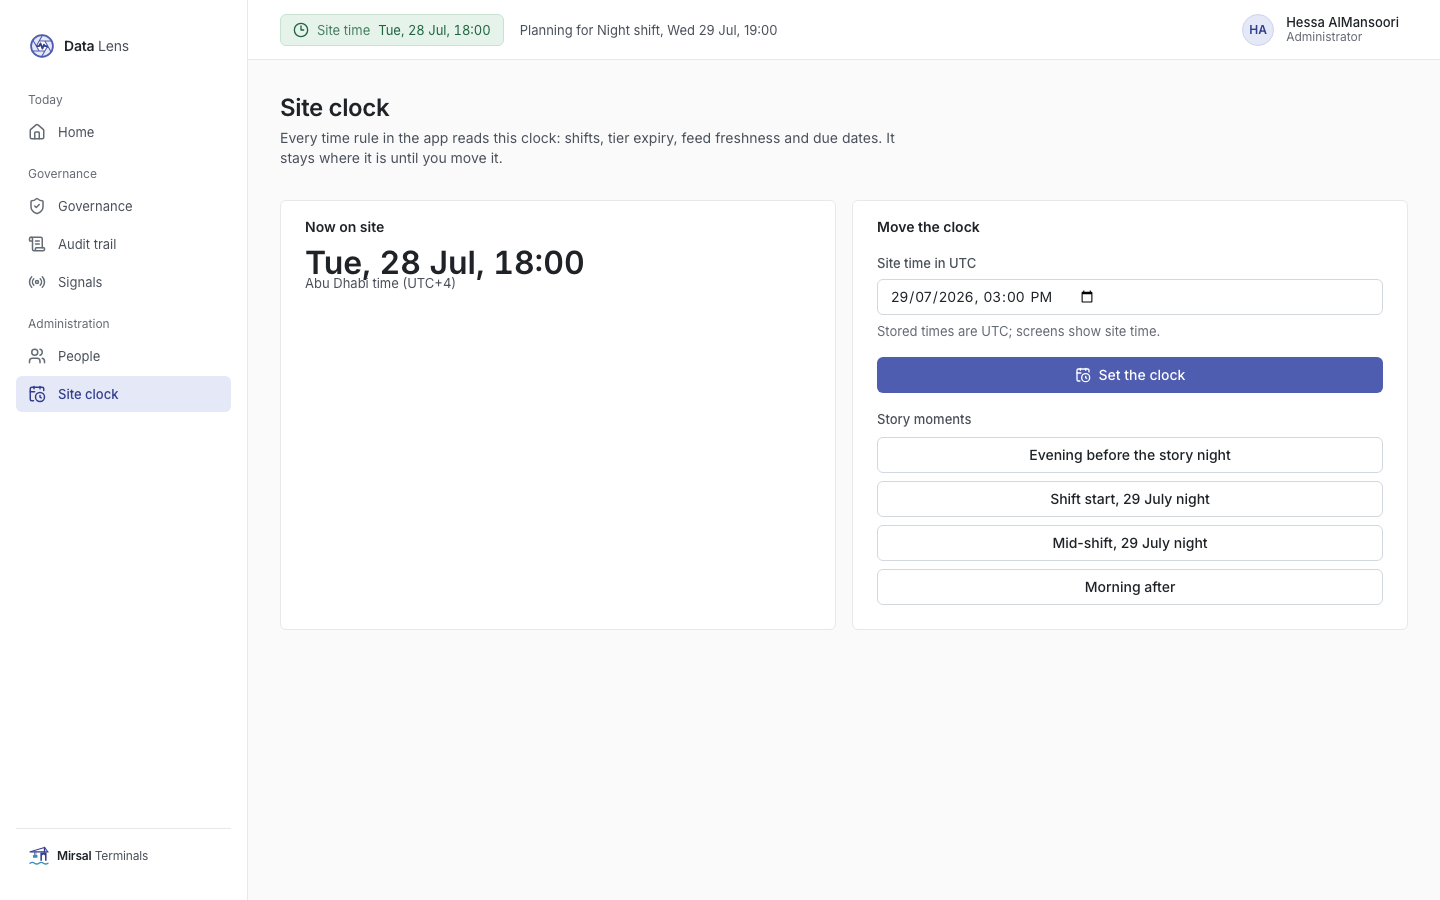 Data Lens
Today
Home
Governance
Governance
Audit trail
Signals
Administration
People
Site clock
Mirsal Terminals
Site time Tue, 28 Jul, 18:00
Planning for Night shift, Wed 29 Jul, 19:00
HA
Hessa AlMansoori
Administrator
Site clock
Every time rule in the app reads this clock: shifts, tier expiry, feed freshness and due dates. It
stays where it is until you move it.
Now on site
Tue, 28 Jul, 18:00
Abu Dhabi time (UTC+4)
Move the clock
Site time in UTC
29/07/2026, 03:00 PM
Stored times are UTC; screens show site time.
Set the clock
Story moments
Evening before the story night
Shift start, 29 July night
Mid-shift, 29 July night
Morning after